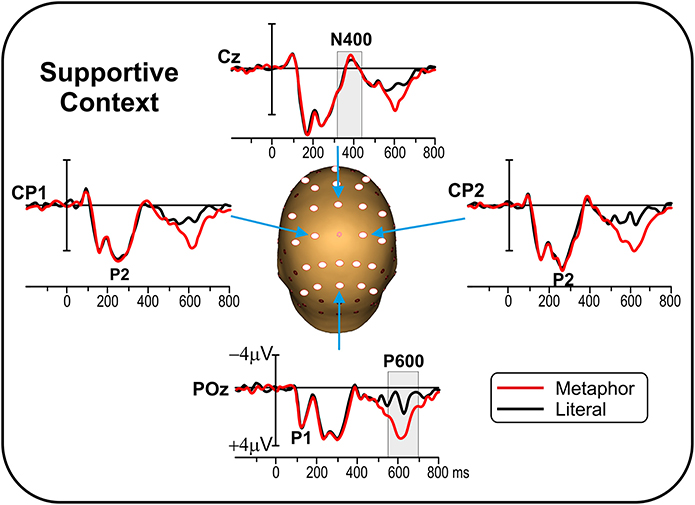 Supportive
Context
Cz
N400
0 200 400 600 800
CP1
P2
0 200 400 600 800
CP2
P2
0 200 400 600 800
−4µV
POz
P600
P1
+4µV
0 200 400 600 800 ms
Metaphor
Literal